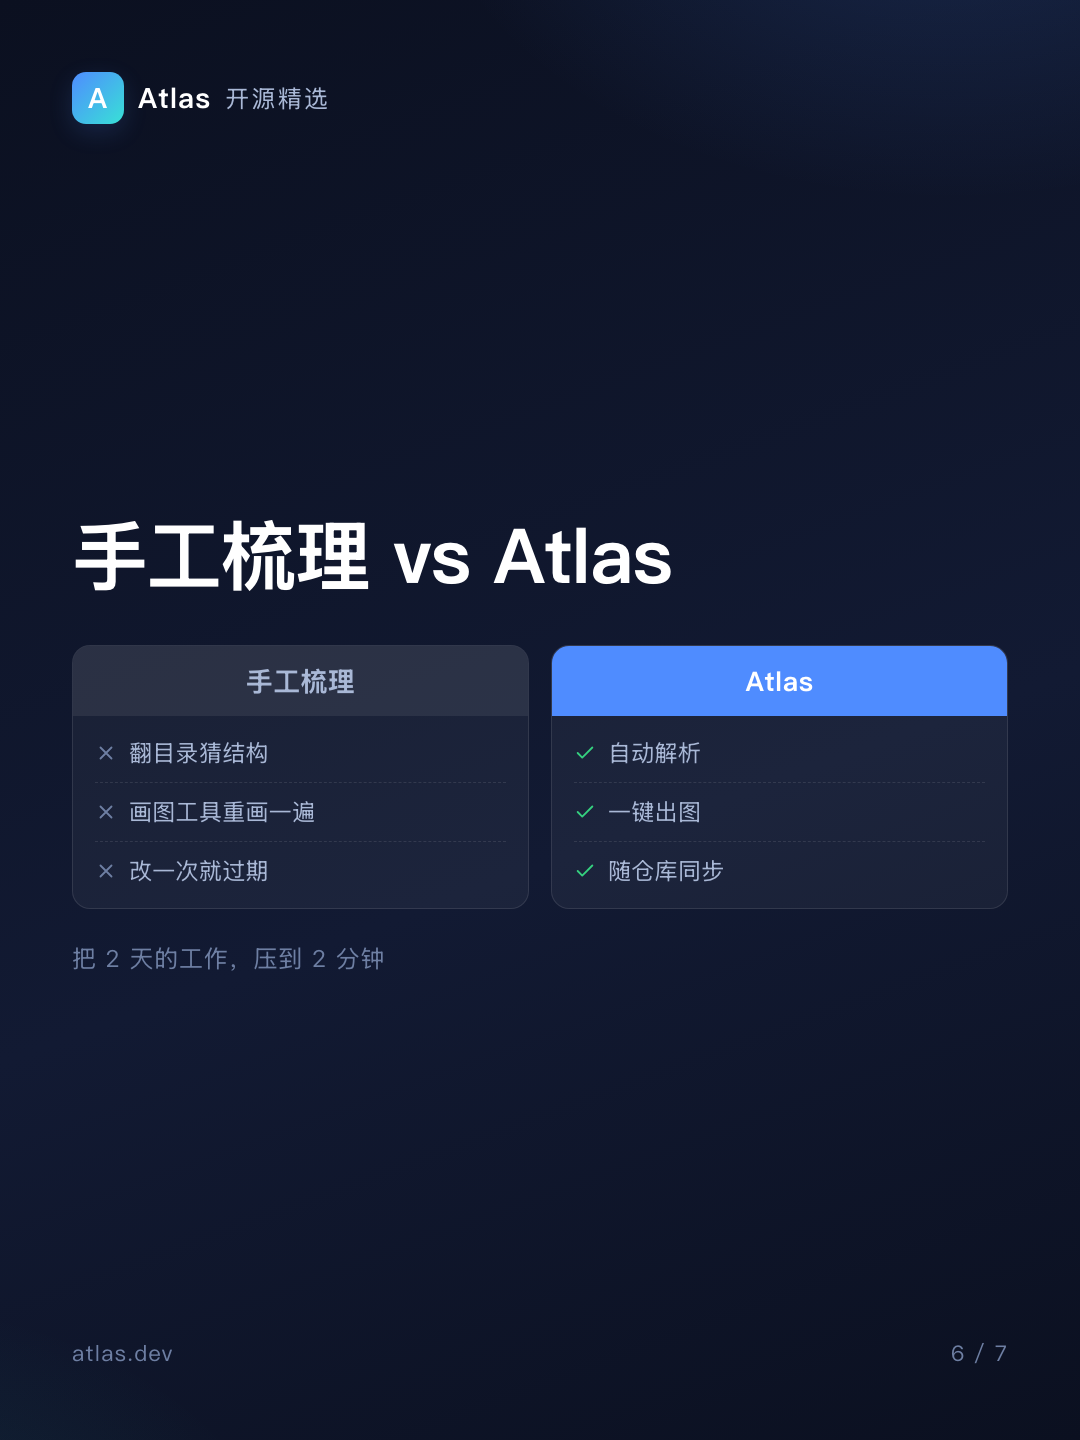 A Atlas 开源精选
手工梳理 vs Atlas
手工梳理
翻目录猜结构
画图工具重画一遍
改一次就过期
Atlas
自动解析
一键出图
随仓库同步
把 2 天的工作，压到 2 分钟
atlas.dev
6 / 7